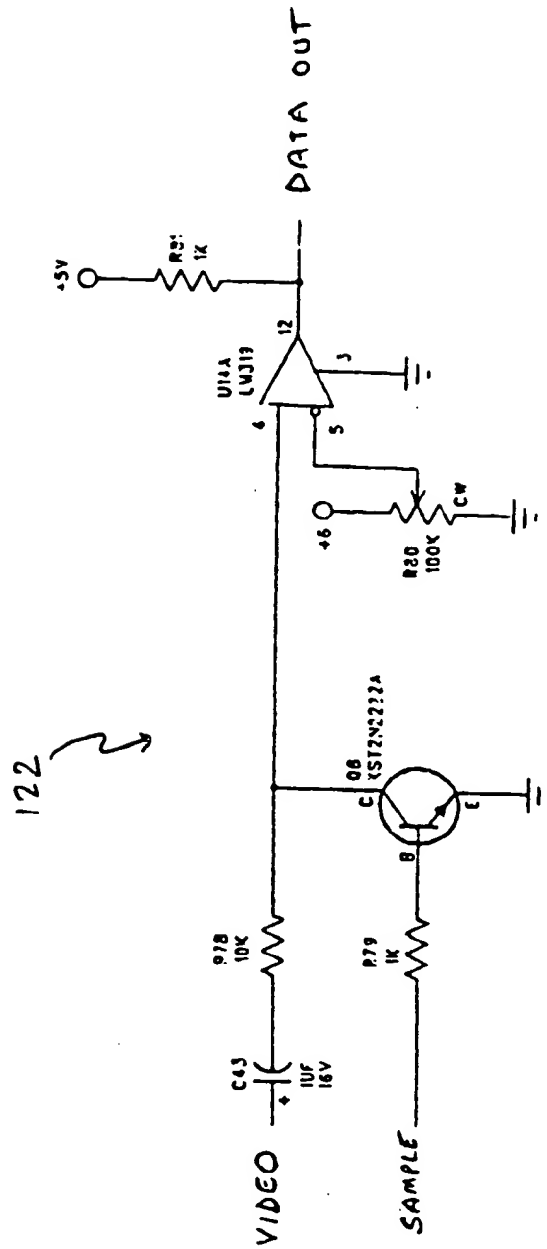 122
VIDEO
+
C43
1UF
16V
R78
10K
SAMPLE
R79
1K
B
C
E
Q8
XST2N2222A
+6
R80
100K
CW
4
5
U14A
LM319
12
3
+5V
R81
1K
DATA OUT